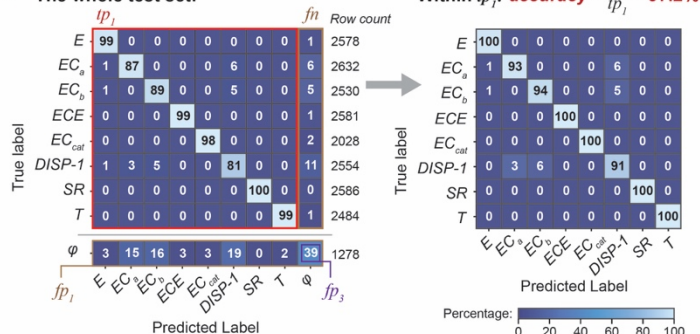 tp1 fn Row count
E 99 0 0 0 0 0 0 0 1 2578
ECa 1 87 0 0 0 6 0 0 6 2632
ECb 1 0 89 0 0 5 0 0 5 2530
ECE 0 0 0 99 0 0 0 0 1 2581
ECcat 0 0 0 0 98 0 0 0 2 2028
DISP-1 1 3 5 0 0 81 0 0 11 2554
SR 0 0 0 0 0 0 100 0 0 2586
T 0 0 0 0 0 0 0 99 1 2484
φ 3 15 16 3 3 19 0 2 39 1278
True label
fp1 E ECa ECb ECE ECcat DISP-1 SR T φ fp3
Predicted Label
tp1
E 100 0 0 0 0 0 0 0
ECa 1 93 0 0 0 6 0 0
ECb 1 0 94 0 0 5 0 0
ECE 0 0 0 100 0 0 0 0
ECcat 0 0 0 0 100 0 0 0
DISP-1 0 3 6 0 0 91 0 0
SR 0 0 0 0 0 0 100 0
T 0 0 0 0 0 0 0 100
True label
E ECa ECb ECE ECcat DISP-1 SR T
Predicted Label
Percentage:
0 20 40 60 80 100